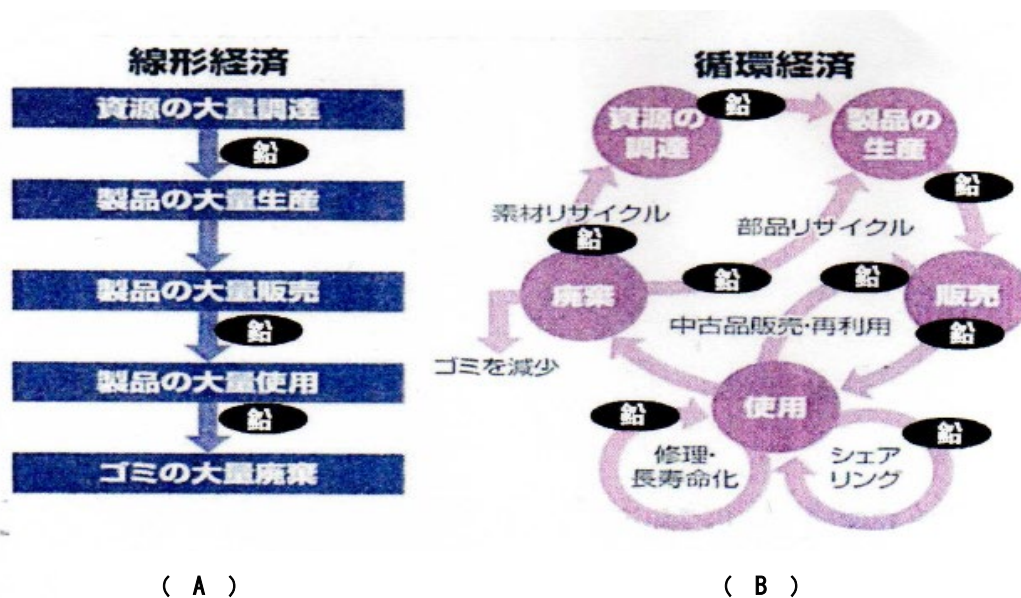 線形経済
資源の大量調達
鉛
製品の大量生産
製品の大量販売
鉛
製品の大量使用
鉛
ゴミの大量廃棄
( A )
循環経済
資源の
調達
鉛
製品の
生産
鉛
素材リサイクル
鉛
部品リサイクル
鉛
鉛
廃棄
販売
鉛
中古品販売・再利用
ゴミを減少
使用
鉛
修理・
長寿命化
シェア
リング
鉛
( B )